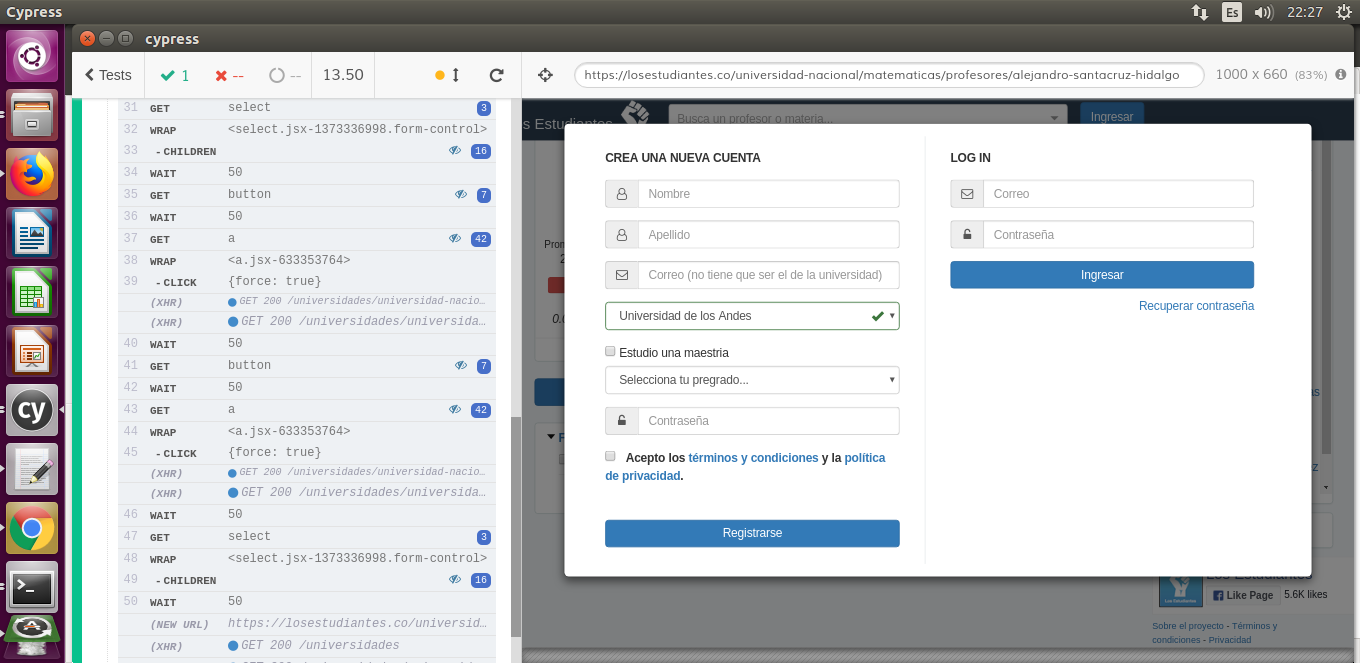 Cypress
Es
22:27
cypress
Tests
1
--
--
13.50
https://losestudiantes.co/universidad-nacional/matematicas/profesores/alejandro-santacruz-hidalgo
1000 x 660 (83%)
31 GET select 3
32 WRAP <select.jsx-1373336998.form-control>
33 - CHILDREN 16
34 WAIT 50
35 GET button 7
36 WAIT 50
37 GET a 42
38 WRAP <a.jsx-633353764>
39 - CLICK {force: true}
(XHR) GET 200 /universidades/universidad-nacio…
(XHR) GET 200 /universidades/universida…
40 WAIT 50
41 GET button 7
42 WAIT 50
43 GET a 42
44 WRAP <a.jsx-633353764>
45 - CLICK {force: true}
(XHR) GET 200 /universidades/universidad-nacio…
(XHR) GET 200 /universidades/universida…
46 WAIT 50
47 GET select 3
48 WRAP <select.jsx-1373336998.form-control>
49 - CHILDREN 16
50 WAIT 50
(NEW URL) https://losestudiantes.co/universid…
(XHR) GET 200 /universidades
s Estudiantes
Busca un profesor o materia...
Ingresar
CREA UNA NUEVA CUENTA
Nombre
Apellido
Correo (no tiene que ser el de la universidad)
Universidad de los Andes
Estudio una maestria
Selecciona tu pregrado...
Contraseña
Acepto los términos y condiciones y la política
de privacidad.
Registrarse
LOG IN
Correo
Contraseña
Ingresar
Recuperar contraseña
Los Estudiantes
Like Page
5.6K likes
Sobre el proyecto - Términos y
condiciones - Privacidad
cy